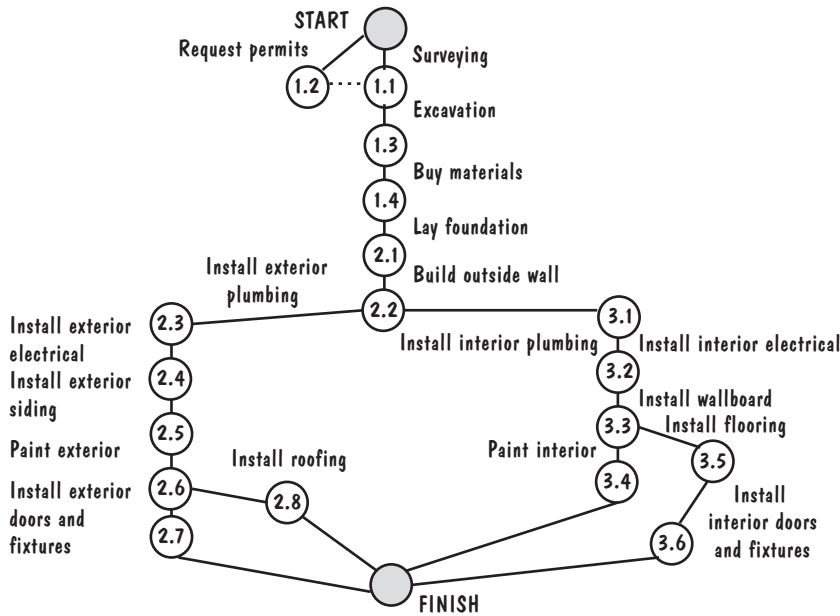 START
Request permits
Surveying
1.2
1.1
Excavation
1.3
Buy materials
1.4
Lay foundation
2.1
Build outside wall
Install exterior
plumbing
2.2
2.3
3.1
Install exterior
electrical
Install interior plumbing
Install interior electrical
2.4
3.2
Install exterior
siding
Install wallboard
2.5
3.3
Install flooring
Paint exterior
Install roofing
Paint interior
3.5
2.6
2.8
3.4
Install exterior
doors and
fixtures
Install
interior doors
and fixtures
2.7
3.6
FINISH